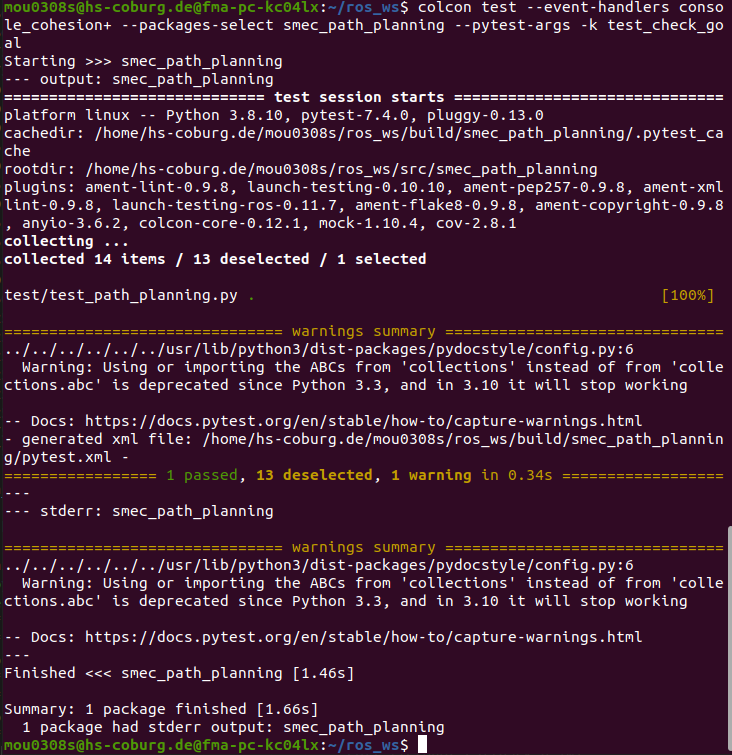 mou0308s@hs-coburg.de@fma-pc-kc04lx:~/ros_ws$ colcon test --event-handlers conso
le_cohesion+ --packages-select smec_path_planning --pytest-args -k test_check_go
al
Starting >>> smec_path_planning
--- output: smec_path_planning
============================= test session starts ==============================
platform linux -- Python 3.8.10, pytest-7.4.0, pluggy-0.13.0
cachedir: /home/hs-coburg.de/mou0308s/ros_ws/build/smec_path_planning/.pytest_ca
che
rootdir: /home/hs-coburg.de/mou0308s/ros_ws/src/smec_path_planning
plugins: ament-lint-0.9.8, launch-testing-0.10.10, ament-pep257-0.9.8, ament-xml
lint-0.9.8, launch-testing-ros-0.11.7, ament-flake8-0.9.8, ament-copyright-0.9.8
, anyio-3.6.2, colcon-core-0.12.1, mock-1.10.4, cov-2.8.1
collecting ...
collected 14 items / 13 deselected / 1 selected
test/test_path_planning.py . [100%]
=============================== warnings summary ===============================
../../../../../../usr/lib/python3/dist-packages/pydocstyle/config.py:6
Warning: Using or importing the ABCs from 'collections' instead of from 'colle
ctions.abc' is deprecated since Python 3.3, and in 3.10 it will stop working
-- Docs: https://docs.pytest.org/en/stable/how-to/capture-warnings.html
- generated xml file: /home/hs-coburg.de/mou0308s/ros_ws/build/smec_path_plannin
g/pytest.xml -
================= 1 passed, 13 deselected, 1 warning in 0.34s ==================
---
--- stderr: smec_path_planning
=============================== warnings summary ===============================
../../../../../../usr/lib/python3/dist-packages/pydocstyle/config.py:6
Warning: Using or importing the ABCs from 'collections' instead of from 'colle
ctions.abc' is deprecated since Python 3.3, and in 3.10 it will stop working
-- Docs: https://docs.pytest.org/en/stable/how-to/capture-warnings.html
---
Finished <<< smec_path_planning [1.46s]
Summary: 1 package finished [1.66s]
1 package had stderr output: smec_path_planning
mou0308s@hs-coburg.de@fma-pc-kc04lx:~/ros_ws$